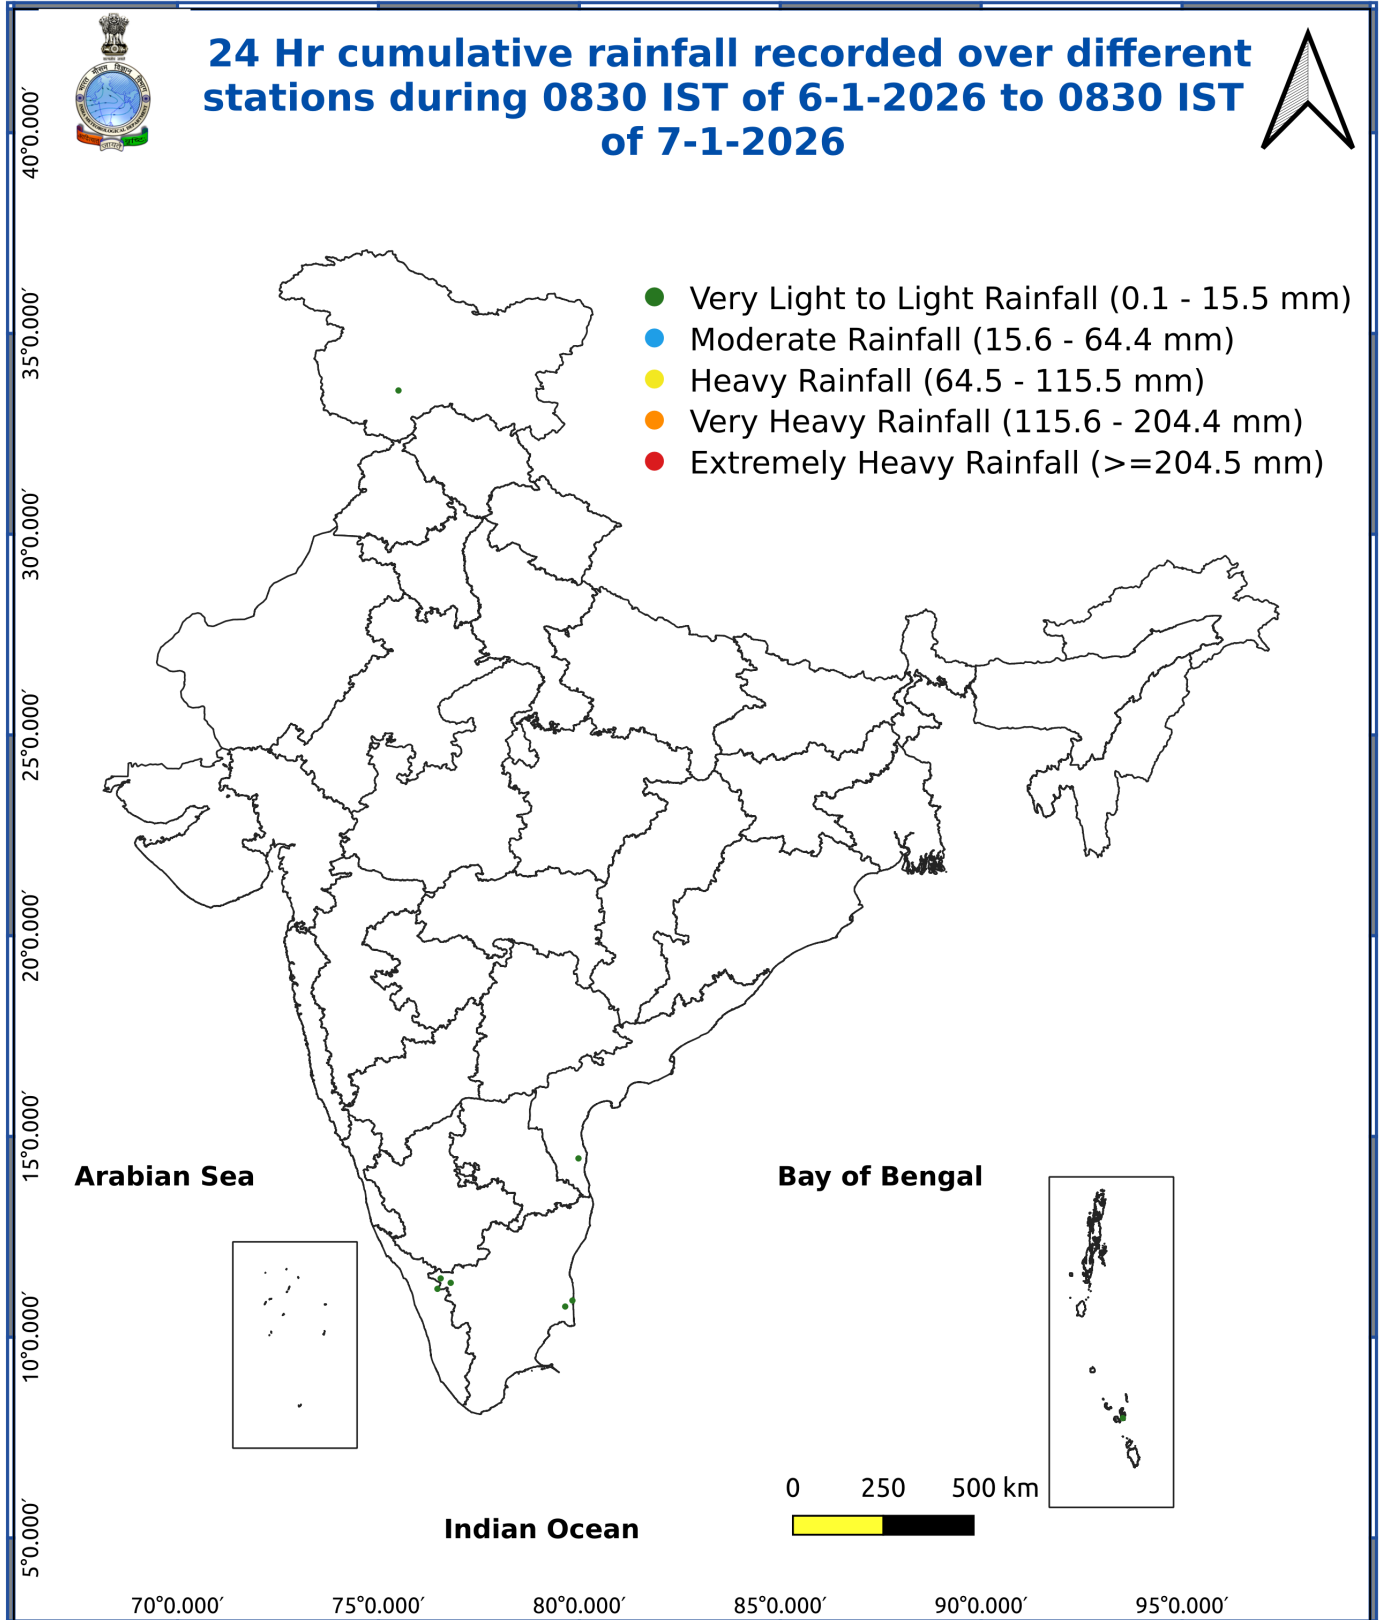 24 Hr cumulative rainfall recorded over different
stations during 0830 IST of 6-1-2026 to 0830 IST
of 7-1-2026
Very Light to Light Rainfall (0.1 - 15.5 mm)
Moderate Rainfall (15.6 - 64.4 mm)
Heavy Rainfall (64.5 - 115.5 mm)
Very Heavy Rainfall (115.6 - 204.4 mm)
Extremely Heavy Rainfall (>=204.5 mm)
40°0.000′
35°0.000′
30°0.000′
25°0.000′
20°0.000′
15°0.000′
10°0.000′
5°0.000′
Arabian Sea
Bay of Bengal
Indian Ocean
0 250 500 km
70°0.000′ 75°0.000′ 80°0.000′ 85°0.000′ 90°0.000′ 95°0.000′